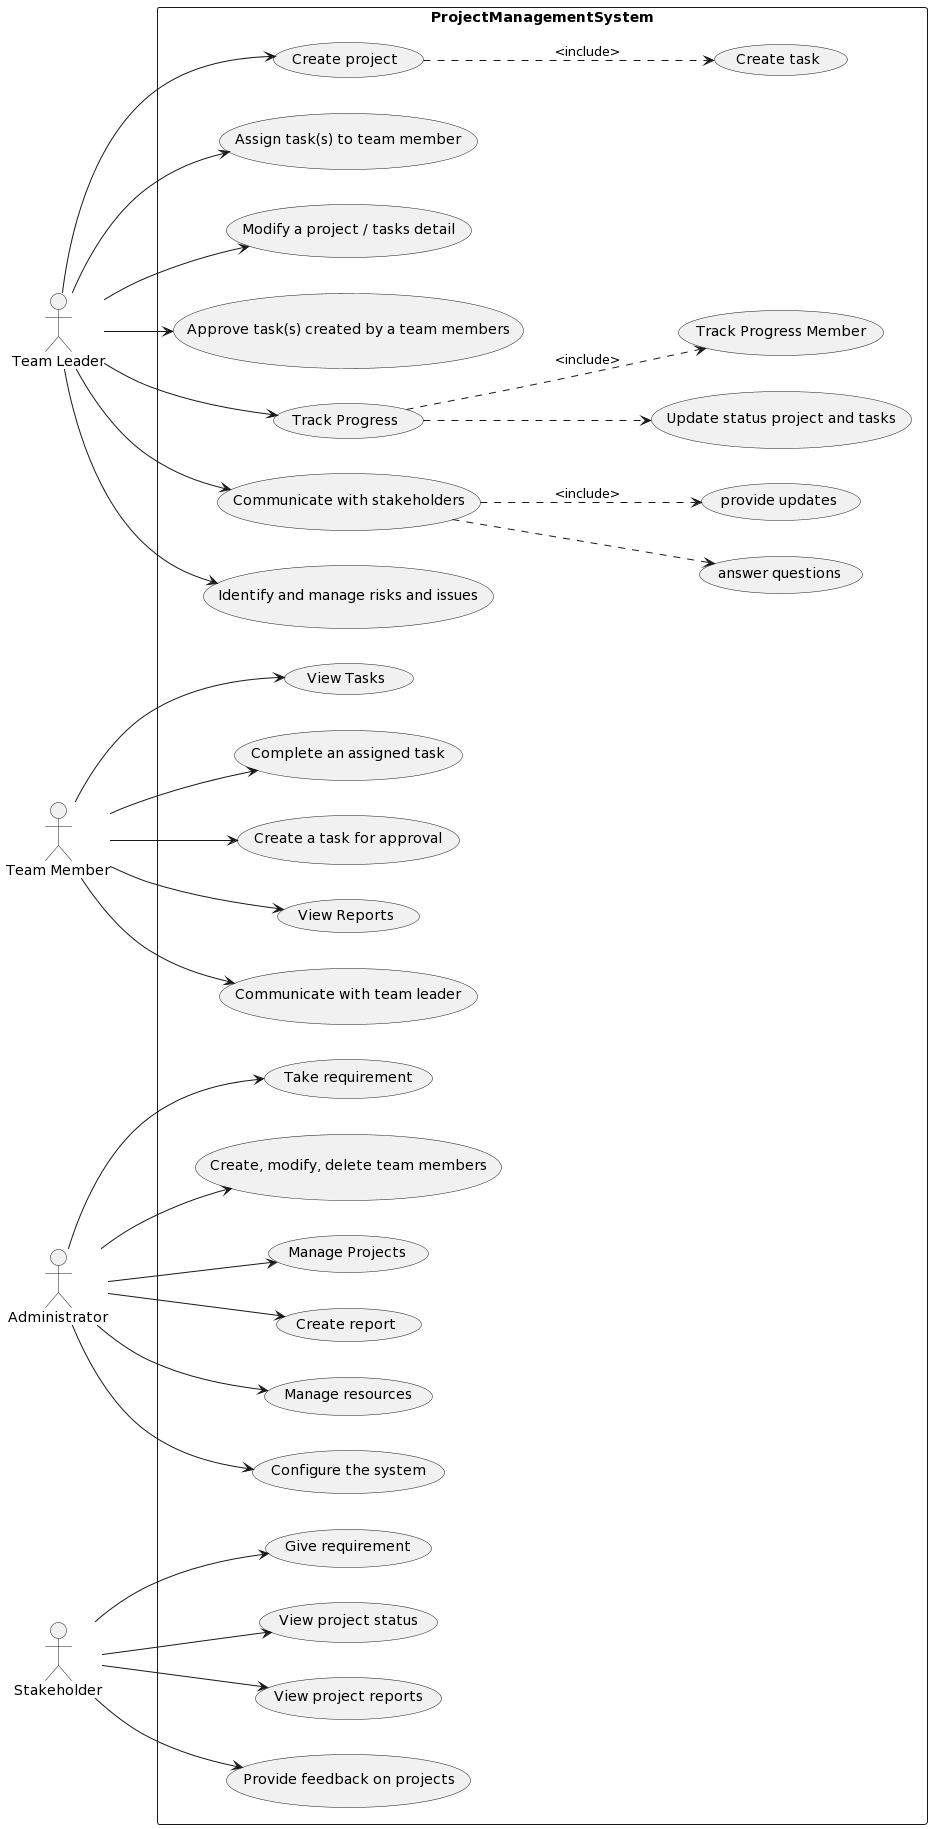 ProjectManagementSystem
Create project
<include>
Create task
Assign task(s) to team member
Modify a project / tasks detail
Approve task(s) created by a team members
Track Progress Member
<include>
Team Leader
Track Progress
Update status project and tasks
Communicate with stakeholders
<include>
provide updates
answer questions
Identify and manage risks and issues
View Tasks
Complete an assigned task
Create a task for approval
Team Member
View Reports
Communicate with team leader
Take requirement
Create, modify, delete team members
Manage Projects
Administrator
Create report
Manage resources
Configure the system
Give requirement
View project status
Stakeholder
View project reports
Provide feedback on projects